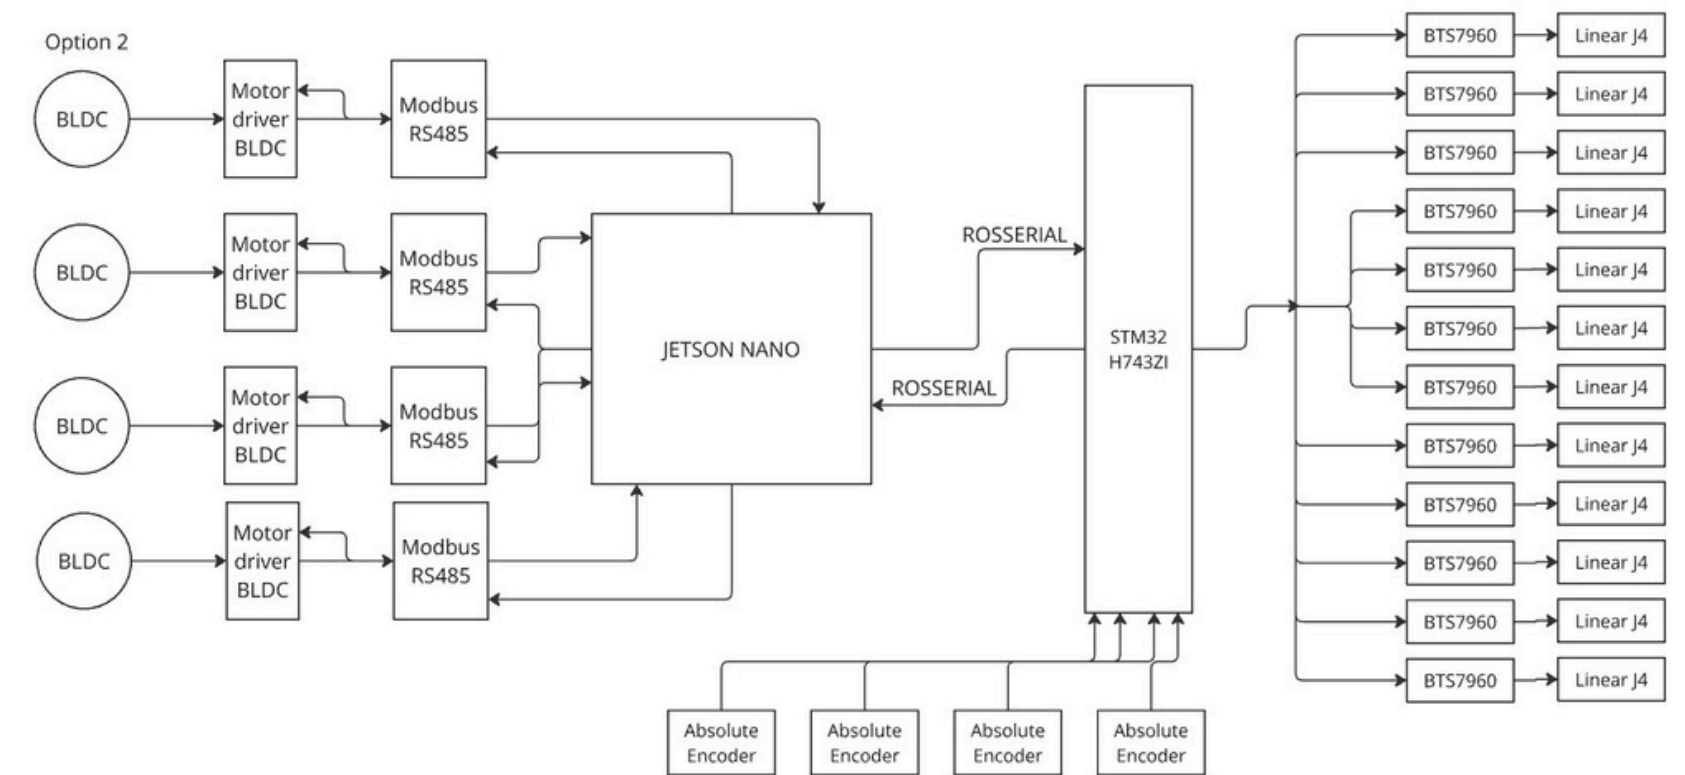 Option 2
BLDC
Motor
driver
BLDC
Modbus
RS485
BLDC
Motor
driver
BLDC
Modbus
RS485
BLDC
Motor
driver
BLDC
Modbus
RS485
BLDC
Motor
driver
BLDC
Modbus
RS485
JETSON NANO
ROSSERIAL
ROSSERIAL
STM32
H743ZI
Absolute
Encoder
Absolute
Encoder
Absolute
Encoder
Absolute
Encoder
BTS7960
Linear J4
BTS7960
Linear J4
BTS7960
Linear J4
BTS7960
Linear J4
BTS7960
Linear J4
BTS7960
Linear J4
BTS7960
Linear J4
BTS7960
Linear J4
BTS7960
Linear J4
BTS7960
Linear J4
BTS7960
Linear J4
BTS7960
Linear J4